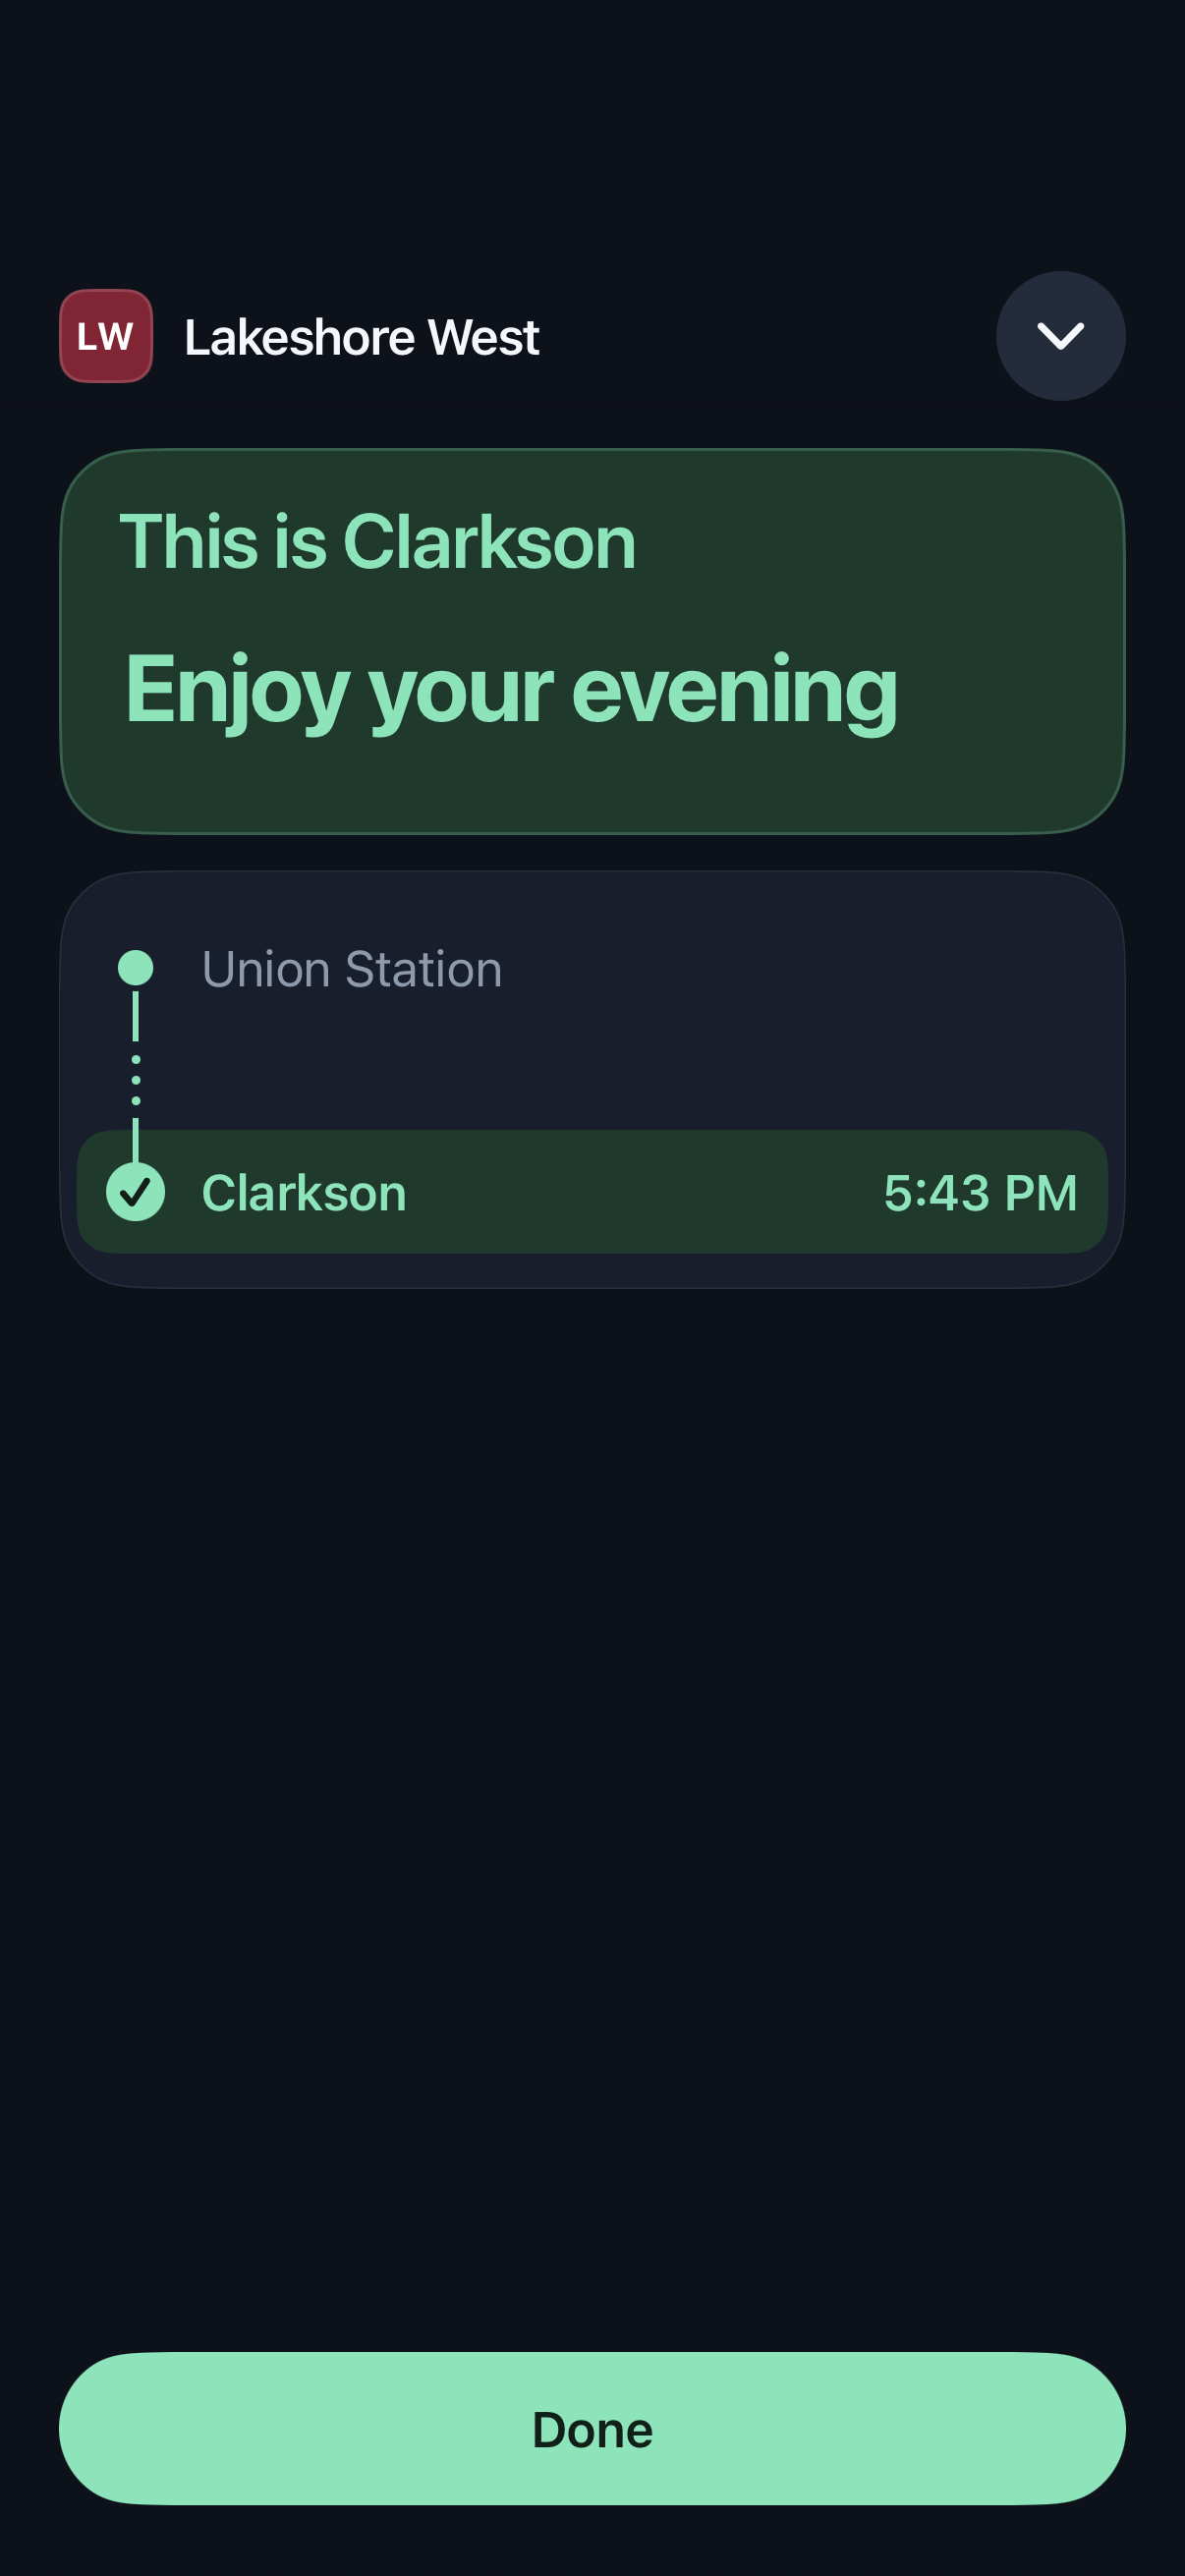 LW Lakeshore West
This is Clarkson
Enjoy your evening
Union Station
Clarkson 5:43 PM
Done